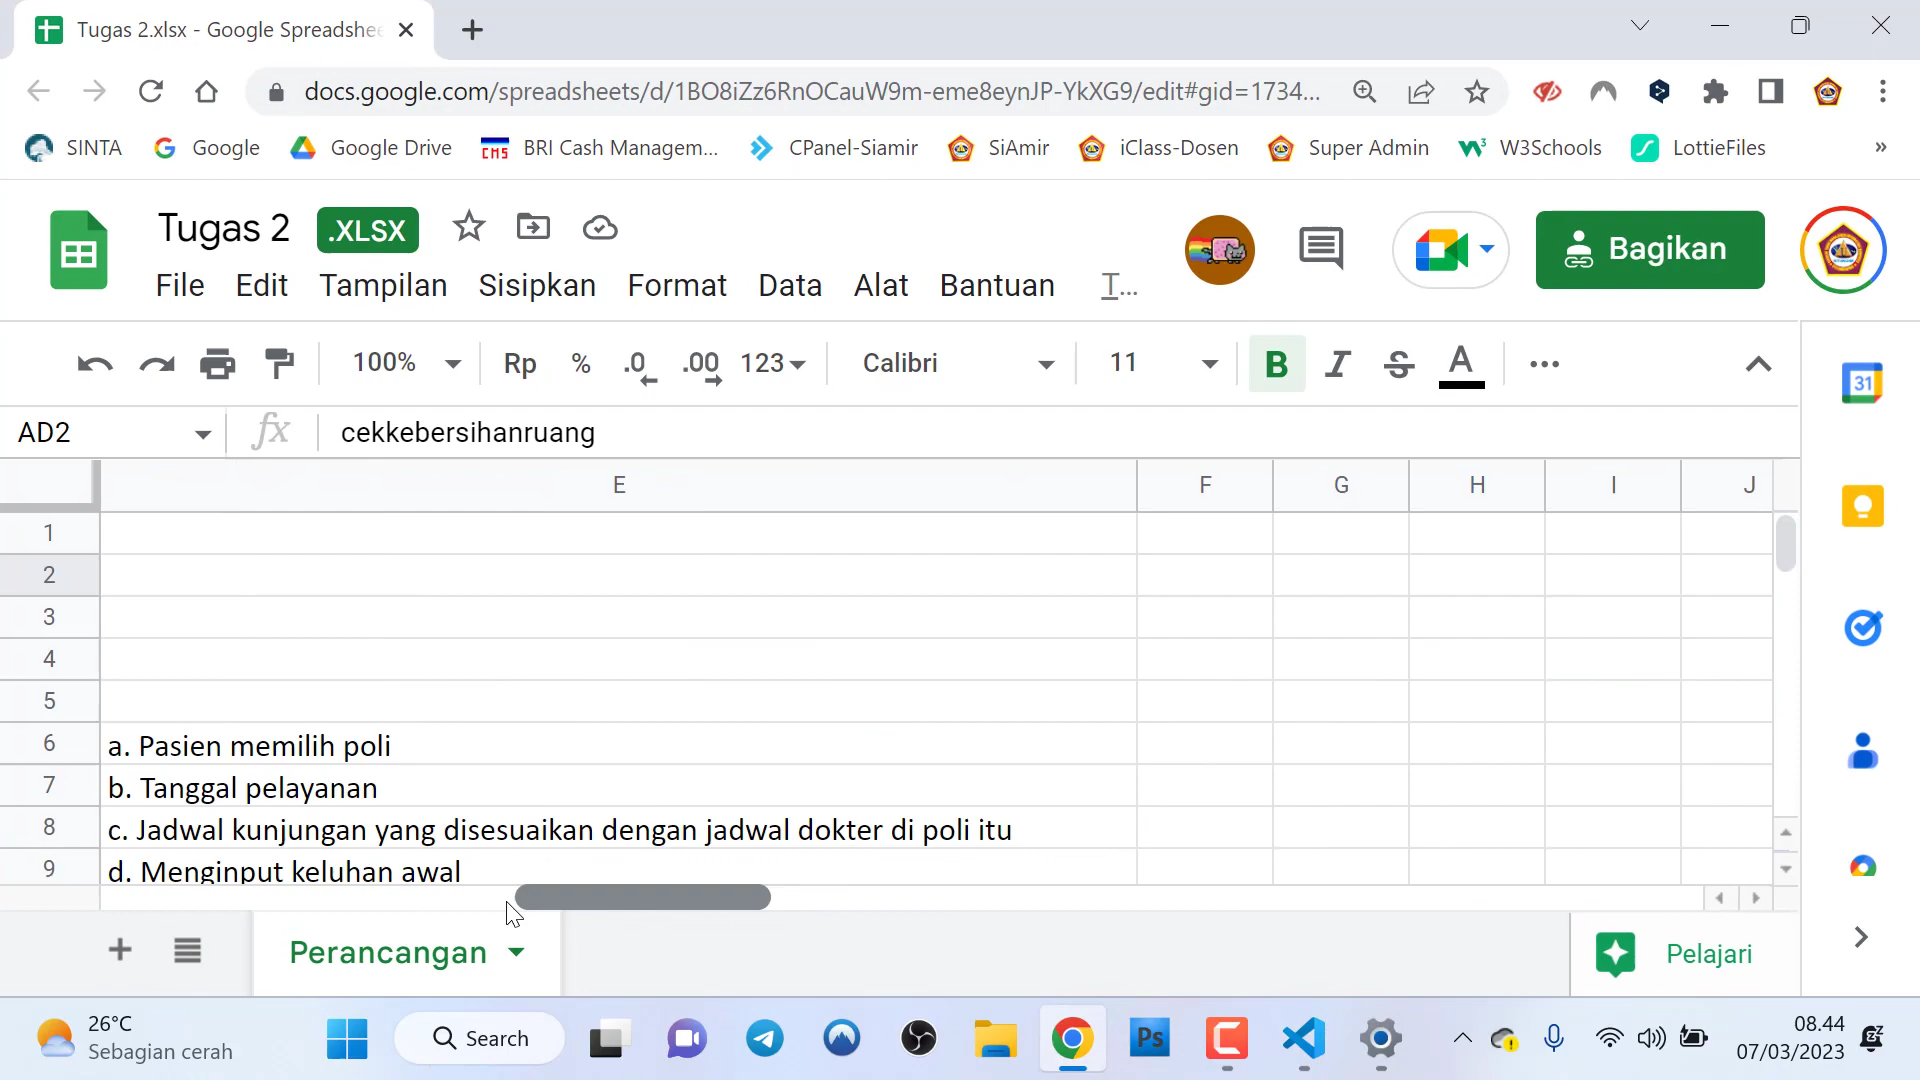 Tugas 2.xlsx - Google Spreadshee
docs.google.com/spreadsheets/d/1BO8iZz6RnOCauW9m-eme8eynJP-YkXG9/edit#gid=1734...
SINTA Google Google Drive CMS BRI Cash Managem... CPanel-Siamir SiAmir iClass-Dosen Super Admin W3Schools LottieFiles »
Tugas 2 .XLSX
Bagikan
File Edit Tampilan Sisipkan Format Data Alat Bantuan T...
100% Rp % .0 .00 123 Calibri 11 B I S A
31
AD2 fx cekkebersihanruang
E F G H I J
1
2
3
4
5
6 a. Pasien memilih poli
7 b. Tanggal pelayanan
8 c. Jadwal kunjungan yang disesuaikan dengan jadwal dokter di poli itu
9 d. Menginput keluhan awal
Perancangan
Pelajari
26°C
Sebagian cerah
Search
Ps
08.44
07/03/2023